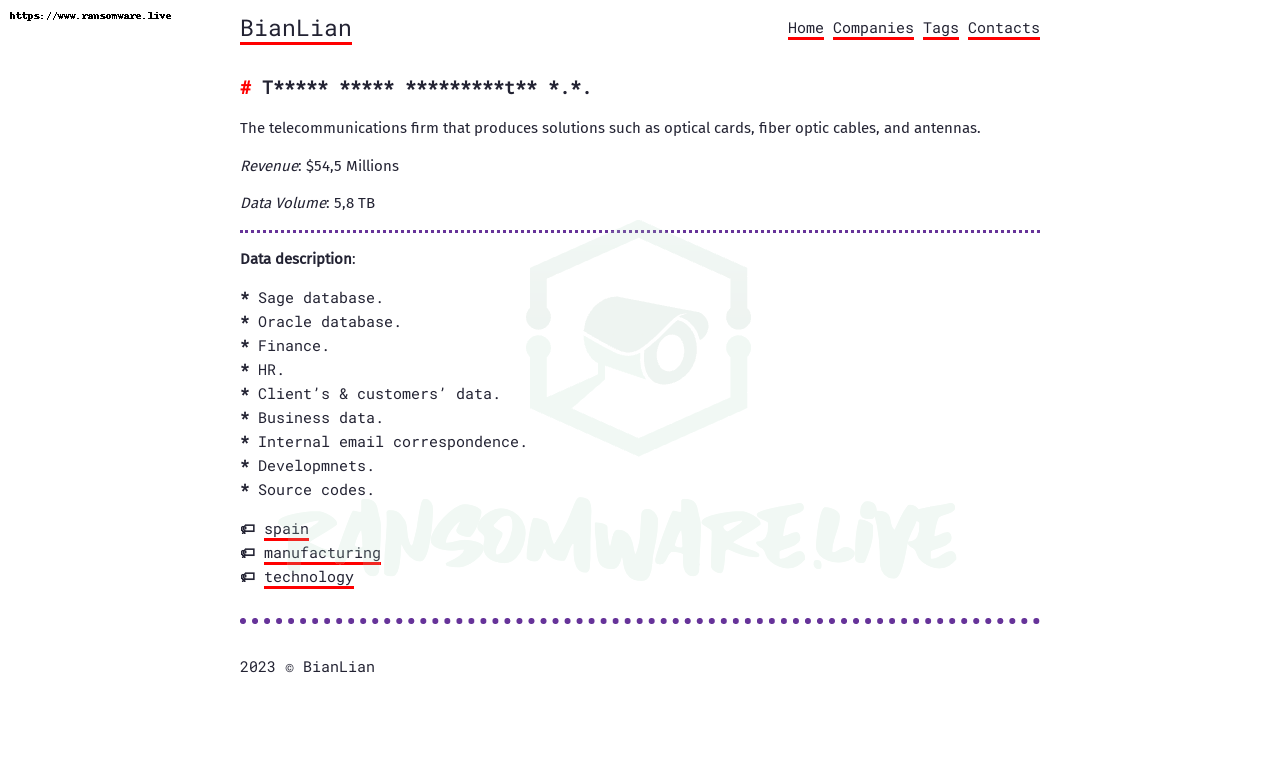 https://www.ransomware.live
BianLian
Home Companies Tags Contacts
# T***** ***** *********t** *.*.
The telecommunications firm that produces solutions such as optical cards, fiber optic cables, and antennas.
Revenue: $54,5 Millions
Data Volume: 5,8 TB
Data description:
* Sage database.
* Oracle database.
* Finance.
* HR.
* Client’s & customers’ data.
* Business data.
* Internal email correspondence.
* Developmnets.
* Source codes.
RANSOMWARE.LIVE
spain
manufacturing
technology
2023 © BianLian